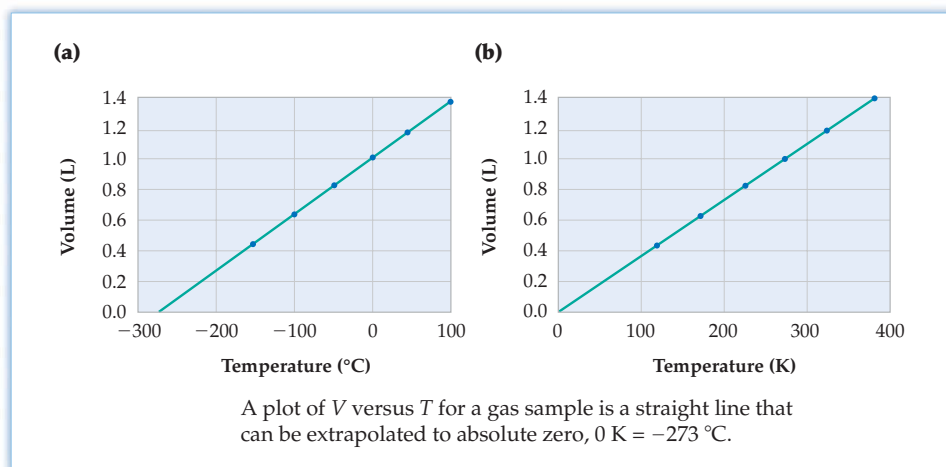 (a)
1.4
1.2
1.0
0.8
0.6
0.4
0.2
0.0
Volume (L)
−300 −200 −100 0 100
Temperature (°C)
(b)
1.4
1.2
1.0
0.8
0.6
0.4
0.2
0.0
Volume (L)
0 100 200 300 400
Temperature (K)
A plot of V versus T for a gas sample is a straight line that
can be extrapolated to absolute zero, 0 K = −273 °C.